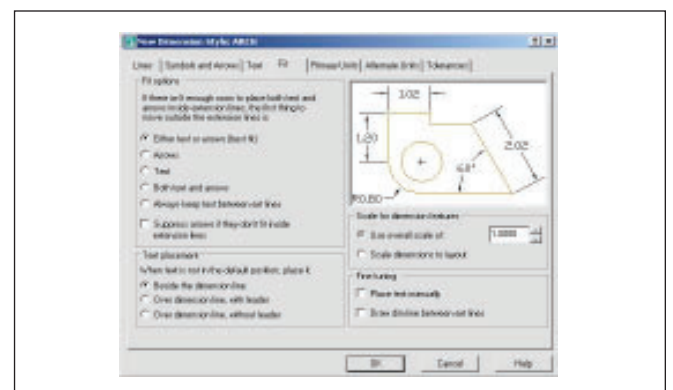 New Dimension Style: ARCH
Lines Symbols and Arrows Text Fit Primary Units Alternate Units Tolerances
Fit options
If there isn't enough room to place both text and
arrows inside extension lines, the first thing to
move outside the extension lines is:
Either text or arrows (best fit)
Arrows
Text
Both text and arrows
Always keep text between ext lines
Suppress arrows if they don't fit inside
extension lines
Text placement
When text is not in the default position, place it:
Beside the dimension line
Over dimension line, with leader
Over dimension line, without leader
1.02
1.20
2.02
60°
R0.80
Scale for dimension features
Use overall scale of:
1.0000
Scale dimensions to layout
Fine tuning
Place text manually
Draw dim line between ext lines
OK Cancel Help